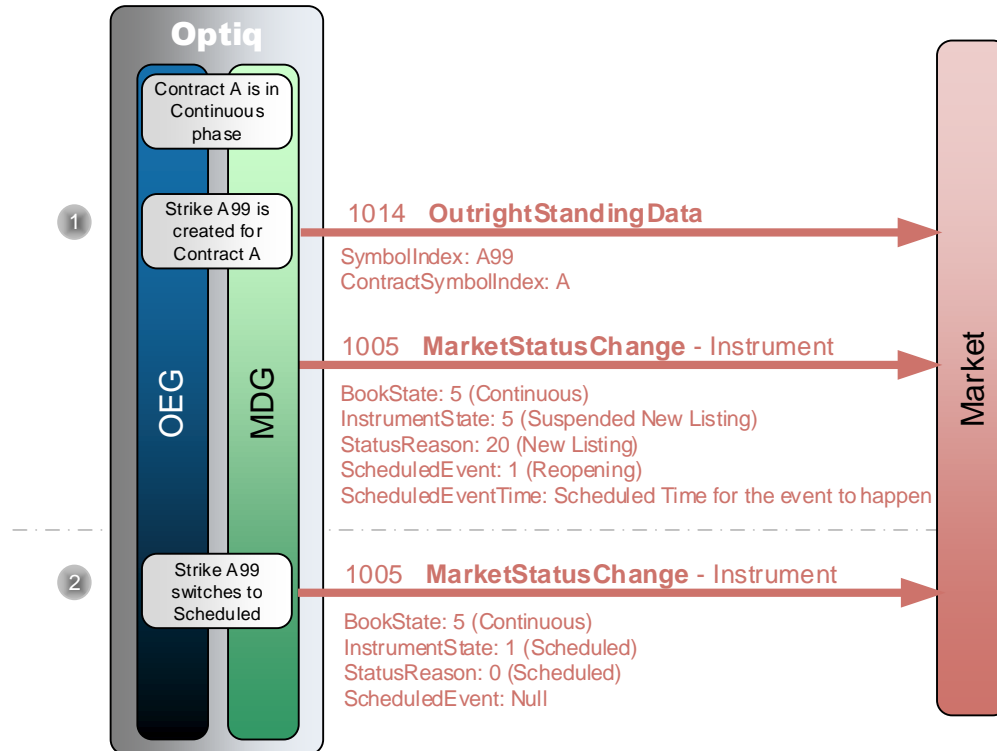 Optiq
Contract A is in
Continuous
phase
OEG
MDG
Market
1
Strike A99 is
created for
Contract A
1014 OutrightStandingData
SymbolIndex: A99
ContractSymbolIndex: A
1005 MarketStatusChange - Instrument
BookState: 5 (Continuous)
InstrumentState: 5 (Suspended New Listing)
StatusReason: 20 (New Listing)
ScheduledEvent: 1 (Reopening)
ScheduledEventTime: Scheduled Time for the event to happen
2
Strike A99
switches to
Scheduled
1005 MarketStatusChange - Instrument
BookState: 5 (Continuous)
InstrumentState: 1 (Scheduled)
StatusReason: 0 (Scheduled)
ScheduledEvent: Null